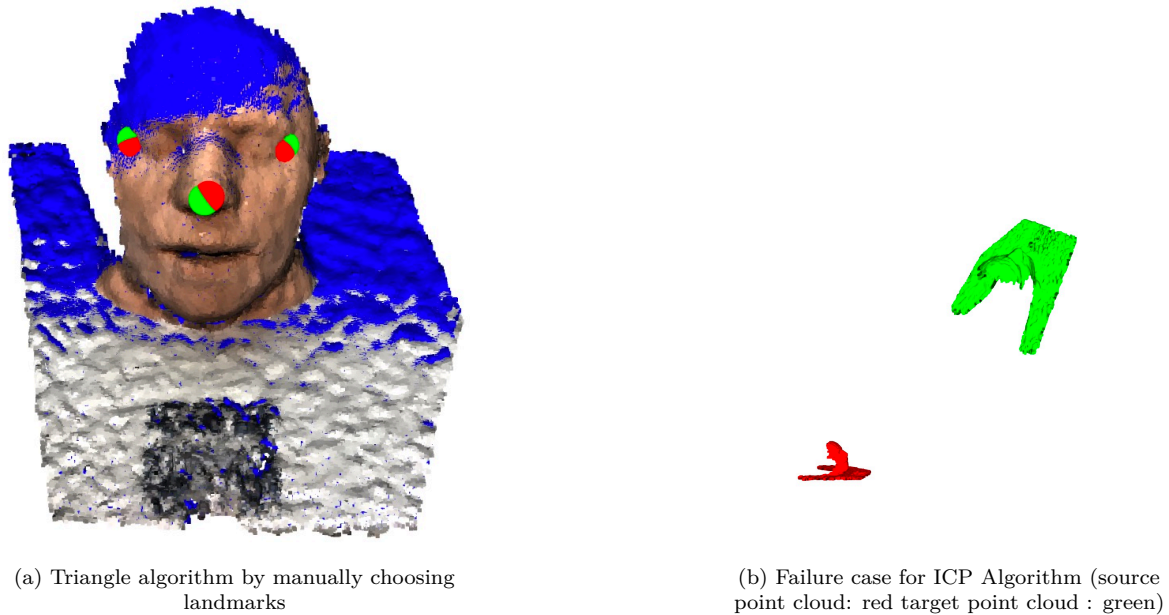 (a) Triangle algorithm by manually choosing
landmarks
(b) Failure case for ICP Algorithm (source
point cloud: red target point cloud : green)